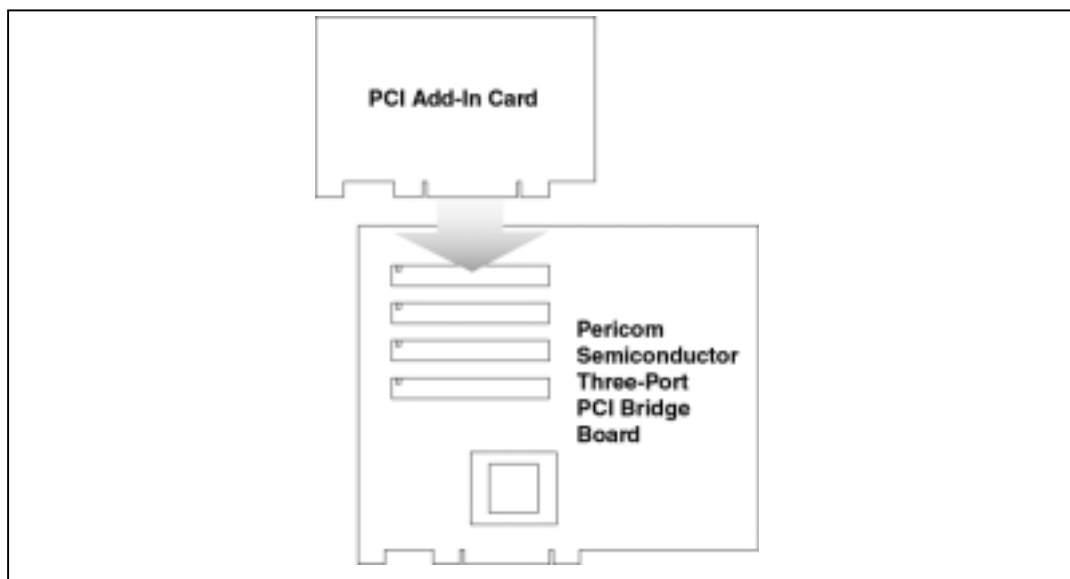 PCI Add-In Card
Pericom
Semiconductor
Three-Port
PCI Bridge
Board